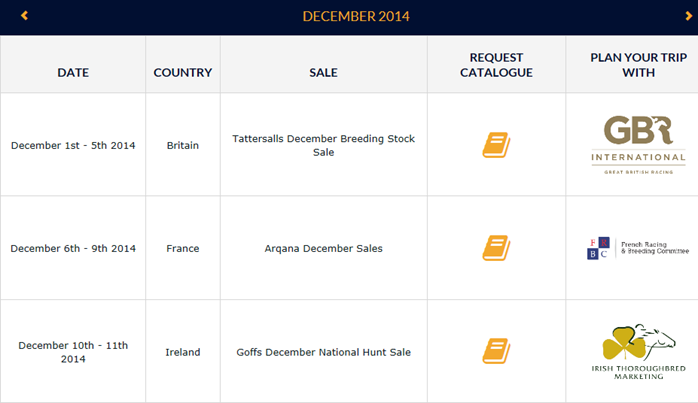 DECEMBER 2014
DATE
COUNTRY
SALE
REQUEST
CATALOGUE
PLAN YOUR TRIP
WITH
December 1st - 5th 2014
Britain
Tattersalls December Breeding Stock
Sale
GBR
INTERNATIONAL
GREAT BRITISH RACING
December 6th - 9th 2014
France
Arqana December Sales
F R
B C
French Racing
& Breeding Committee
December 10th - 11th
2014
Ireland
Goffs December National Hunt Sale
IRISH THOROUGHBRED
MARKETING